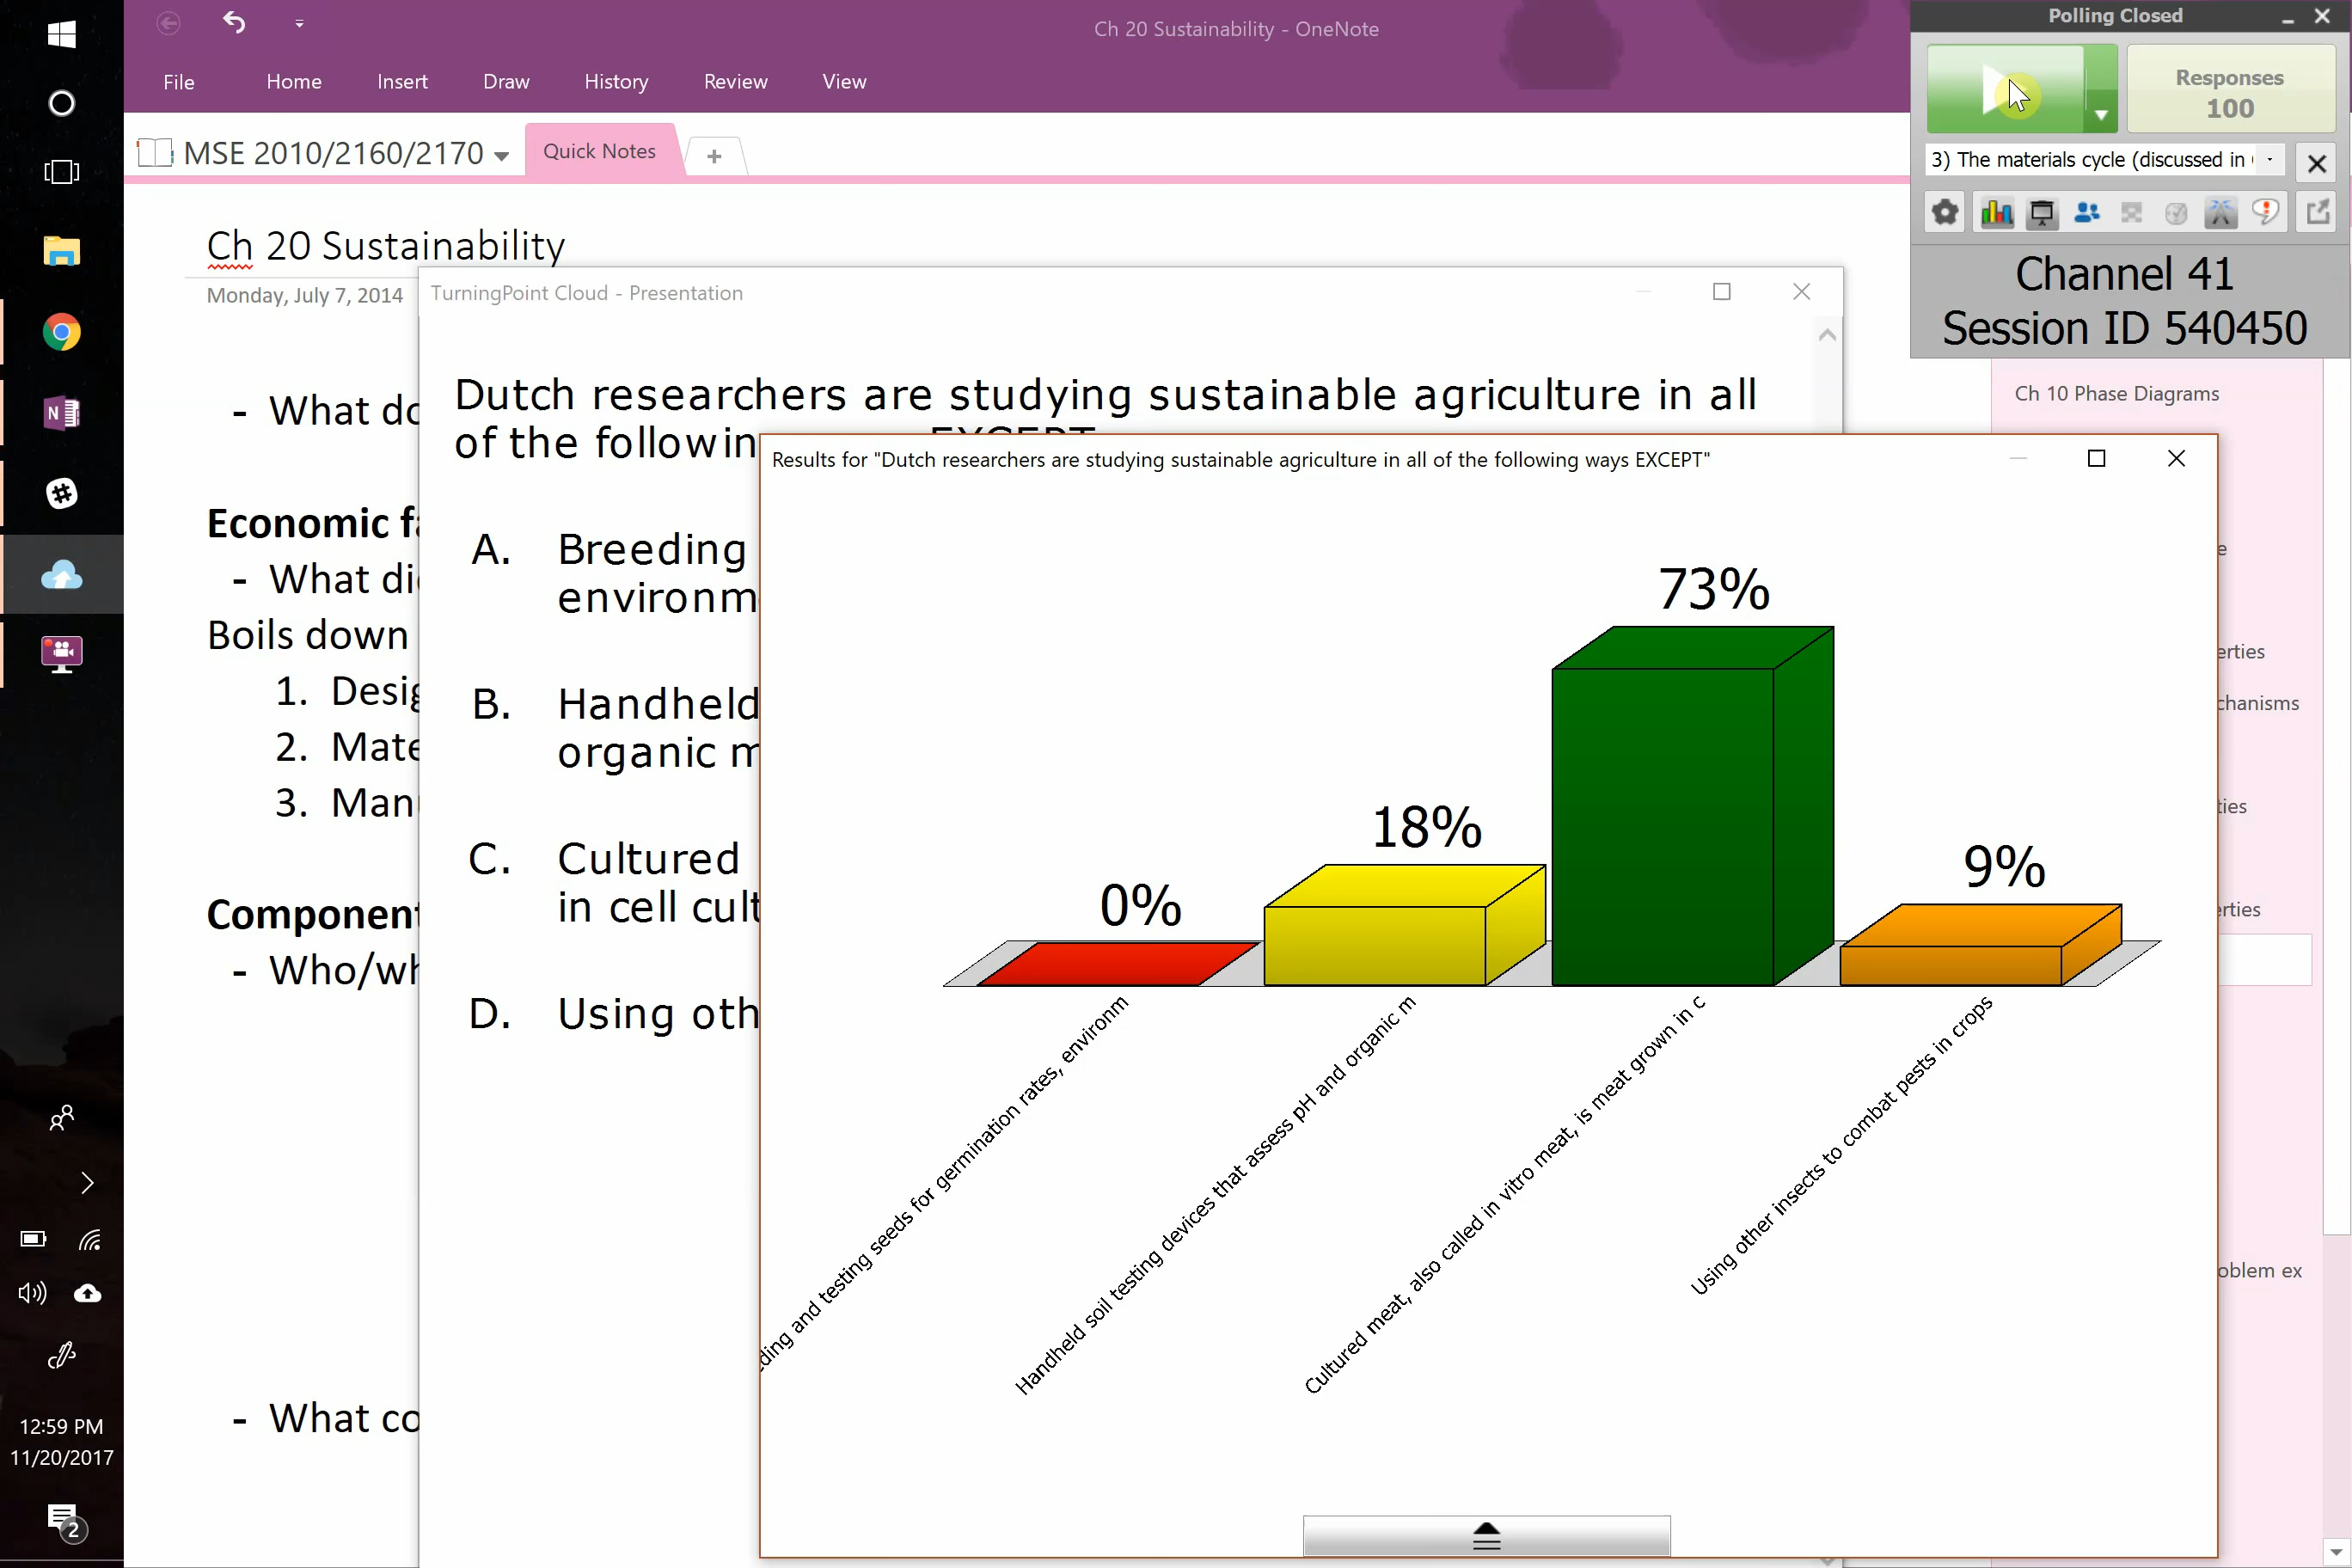 Ch 20 Sustainability - OneNote
File Home Insert Draw History Review View
MSE 2010/2160/2170 Quick Notes +
Ch 20 Sustainability
Monday, July 7, 2014
- What do
Economic
- What di
Boils down
1. Desig
2. Mate
3. Man
Component
- Who/wh
- What co
TurningPoint Cloud - Presentation
Dutch researchers are studying sustainable agriculture in all
of the followin EXCEPT
A. Breeding
environm
B. Handheld
organic m
C. Cultured
in cell cult
D. Using oth
Results for "Dutch researchers are studying sustainable agriculture in all of the following ways EXCEPT"
0%
18%
73%
9%
ding and testing seeds for germination rates, environm
Handheld soil testing devices that assess pH and organic m
Cultured meat, also called in vitro meat, is meat grown in c
Using other insects to combat pests in crops
Polling Closed
Responses
100
3) The materials cycle (discussed in
Channel 41
Session ID 540450
Ch 10 Phase Diagrams
e
erties
chanisms
ties
erties
oblem ex
12:59 PM
11/20/2017
2